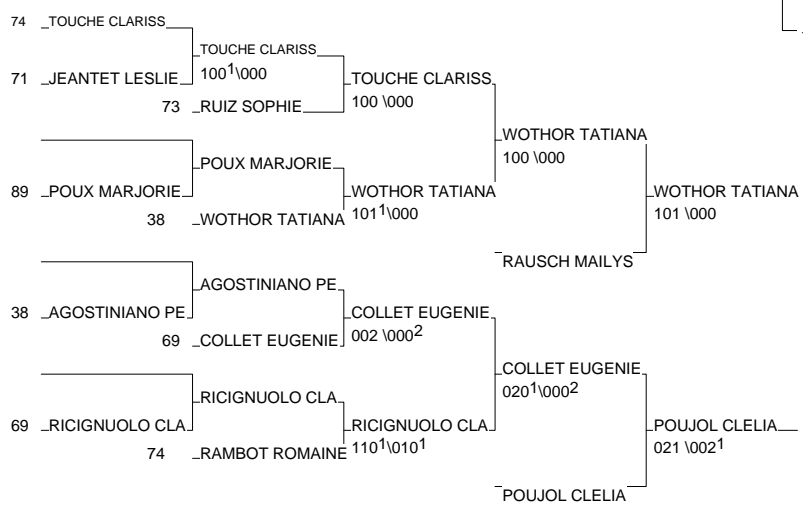 74 TOUCHE CLARISS
TOUCHE CLARISS
100¹\000
71 JEANTET LESLIE
TOUCHE CLARISS
100 \000
73 RUIZ SOPHIE
WOTHOR TATIANA
100 \000
POUX MARJORIE
89 POUX MARJORIE
WOTHOR TATIANA
101¹\000
WOTHOR TATIANA
101 \000
38 WOTHOR TATIANA
RAUSCH MAILYS
AGOSTINIANO PE
38 AGOSTINIANO PE
COLLET EUGENIE
002 \000²
69 COLLET EUGENIE
COLLET EUGENIE
020¹\000²
RICIGNUOLO CLA
69 RICIGNUOLO CLA
RICIGNUOLO CLA
110¹\010¹
POUJOL CLELIA
021 \002¹
74 RAMBOT ROMAINE
POUJOL CLELIA